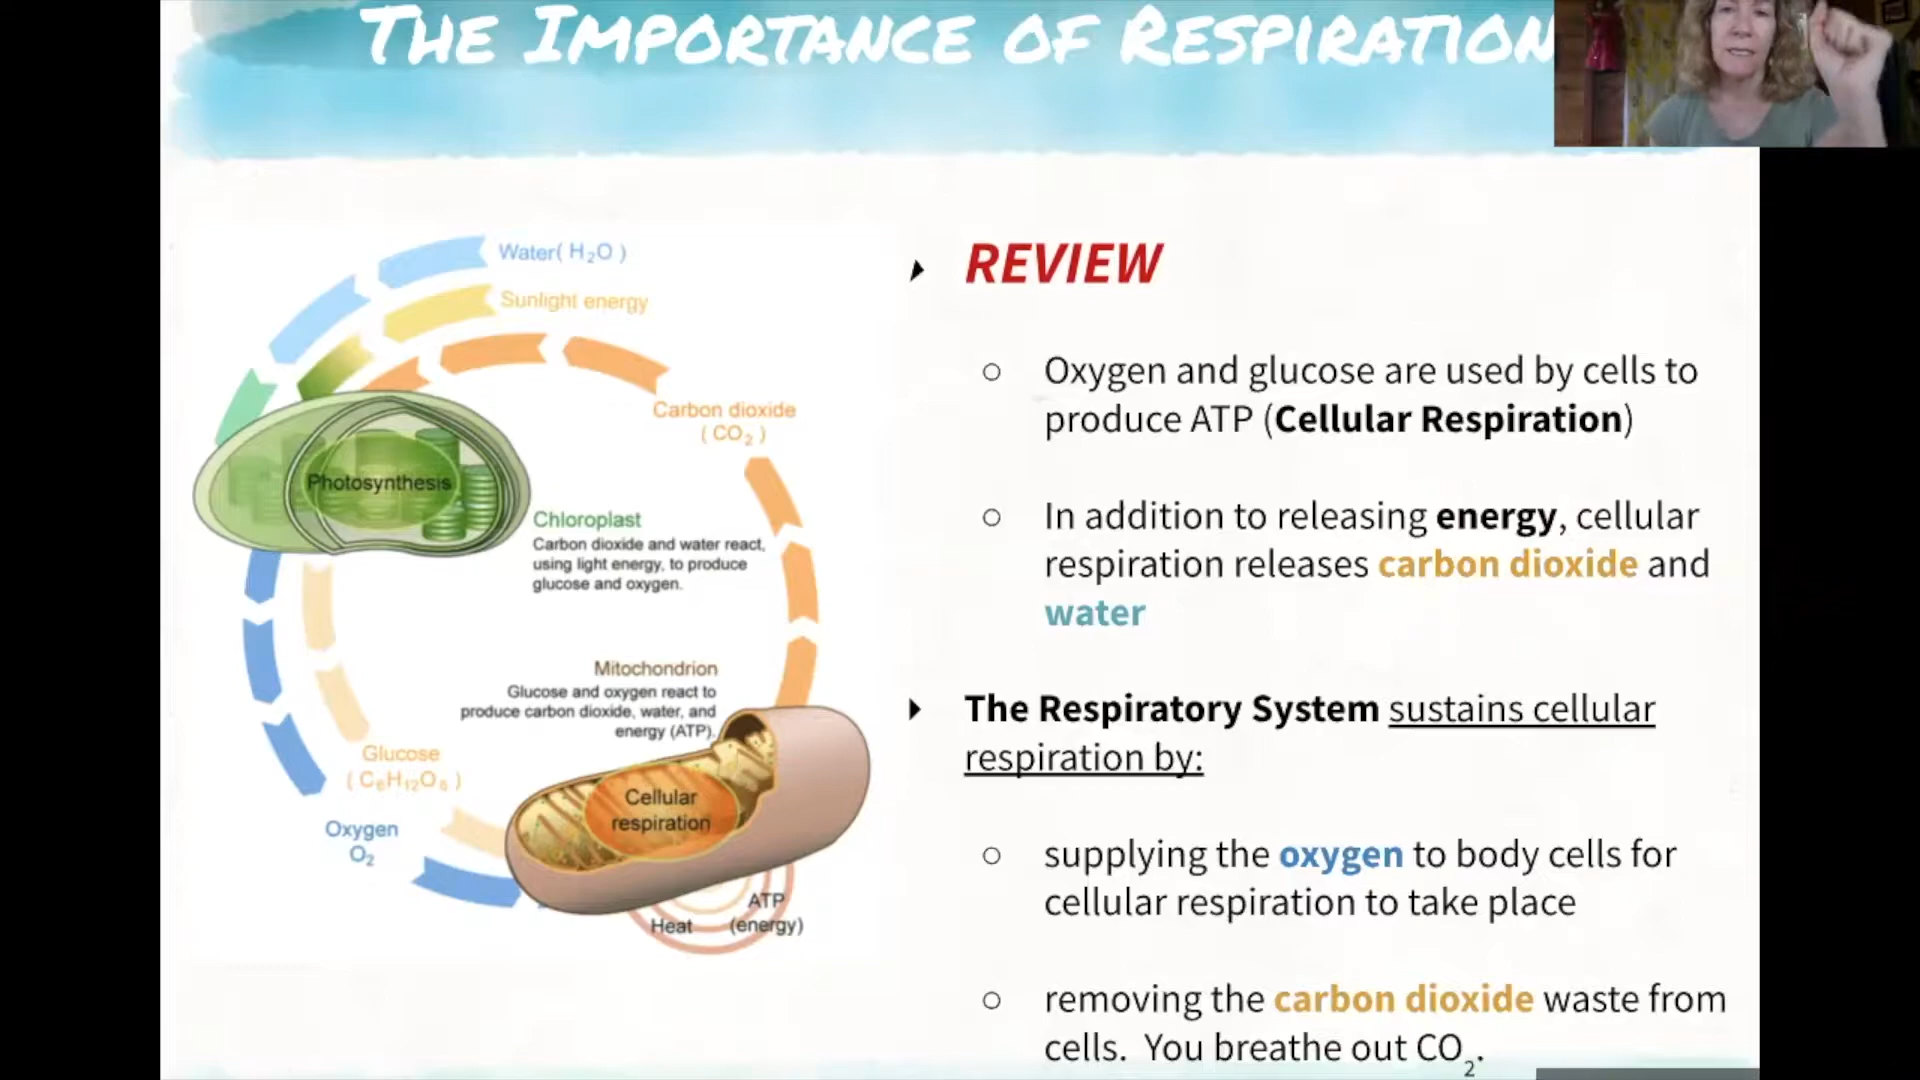 THE IMPORTANCE OF RESPIRATION
Water( H₂O )
Sunlight energy
Carbon dioxide
( CO₂ )
Photosynthesis
Chloroplast
Carbon dioxide and water react,
using light energy, to produce
glucose and oxygen.
Mitochondrion
Glucose and oxygen react to
produce carbon dioxide, water, and
energy (ATP).
Glucose
( C₆H₁₂O₆ )
Oxygen
O₂
Cellular
respiration
Heat
ATP
(energy)
REVIEW
Oxygen and glucose are used by cells to
produce ATP (Cellular Respiration)
In addition to releasing energy, cellular
respiration releases carbon dioxide and
water
The Respiratory System sustains cellular
respiration by:
supplying the oxygen to body cells for
cellular respiration to take place
removing the carbon dioxide waste from
cells. You breathe out CO₂.